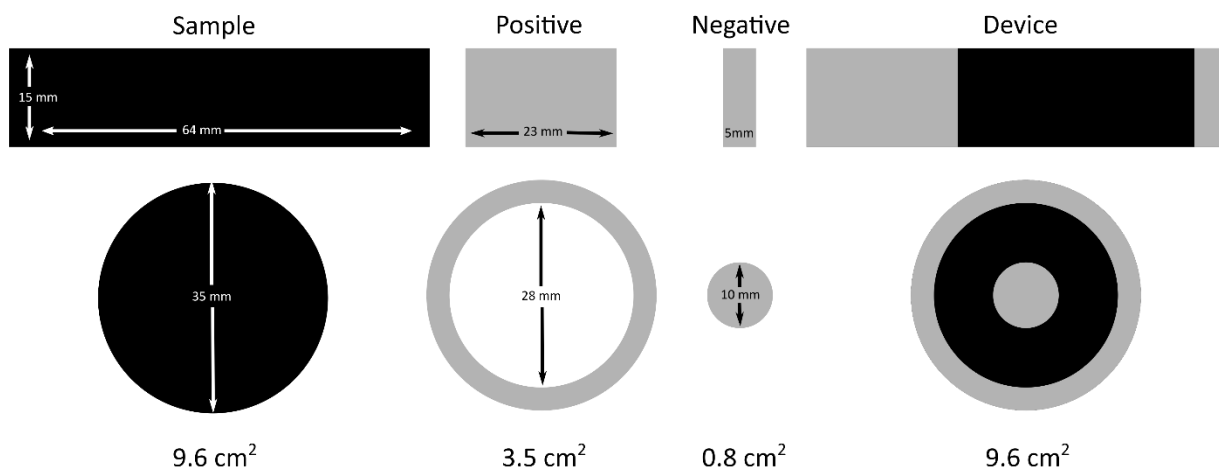 Sample Positive Negative Device
15 mm
64 mm
23 mm
5mm
35 mm
28 mm
10 mm
9.6 cm²
3.5 cm²
0.8 cm²
9.6 cm²